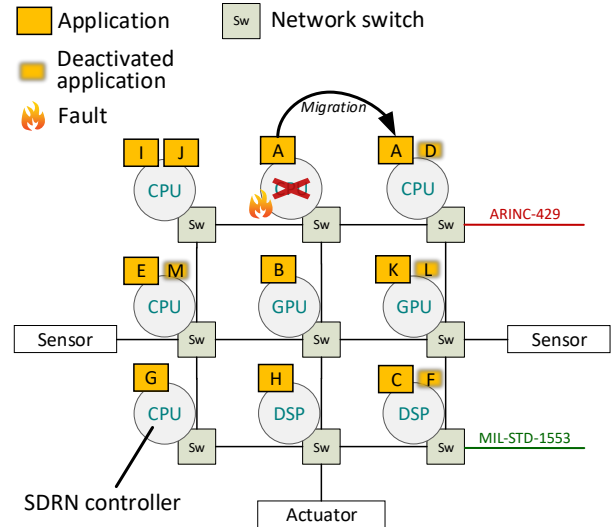 Application
Sw Network switch
Deactivated
application
Fault
Migration
I J A A D
CPU CPU CPU
Sw Sw Sw
ARINC-429
E M B K L
CPU GPU GPU
Sensor Sw Sw Sw Sensor
G H C F
CPU DSP DSP
Sw Sw Sw
MIL-STD-1553
SDRN controller
Actuator